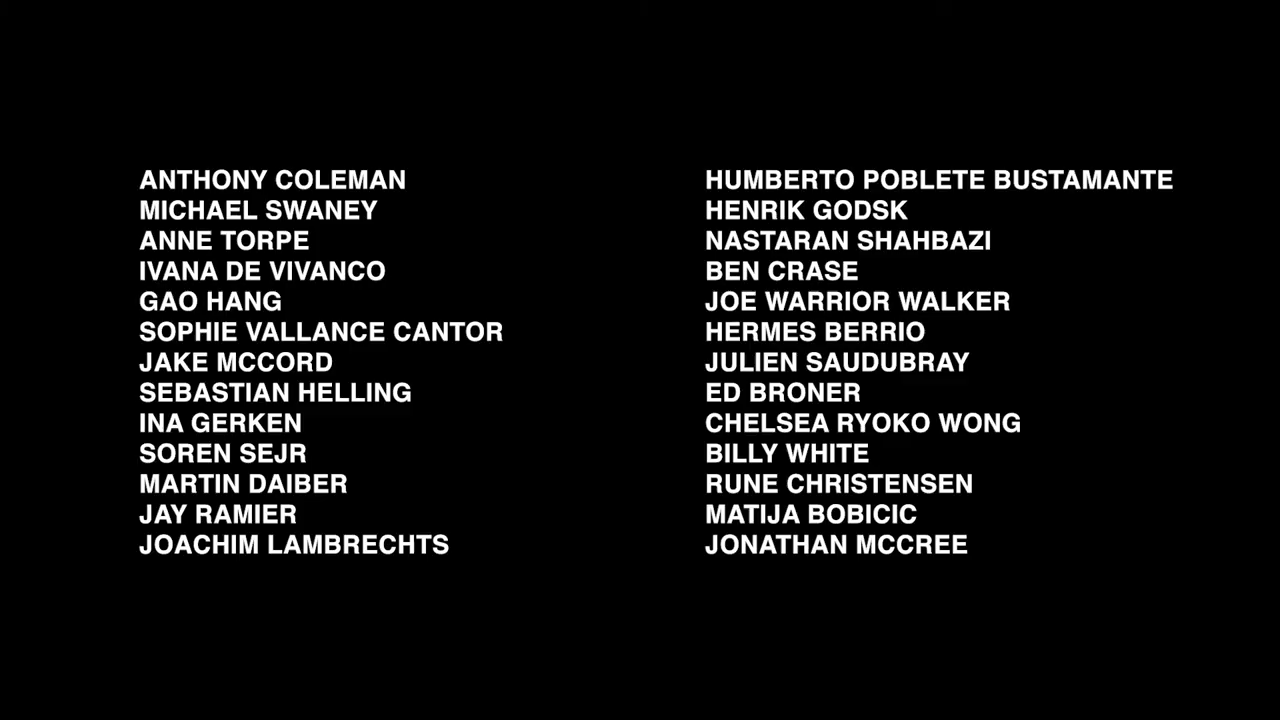 ANTHONY COLEMAN
MICHAEL SWANEY
ANNE TORPE
IVANA DE VIVANCO
GAO HANG
SOPHIE VALLANCE CANTOR
JAKE MCCORD
SEBASTIAN HELLING
INA GERKEN
SOREN SEJR
MARTIN DAIBER
JAY RAMIER
JOACHIM LAMBRECHTS
HUMBERTO POBLETE BUSTAMANTE
HENRIK GODSK
NASTARAN SHAHBAZI
BEN CRASE
JOE WARRIOR WALKER
HERMES BERRIO
JULIEN SAUDUBRAY
ED BRONER
CHELSEA RYOKO WONG
BILLY WHITE
RUNE CHRISTENSEN
MATIJA BOBICIC
JONATHAN MCCREE